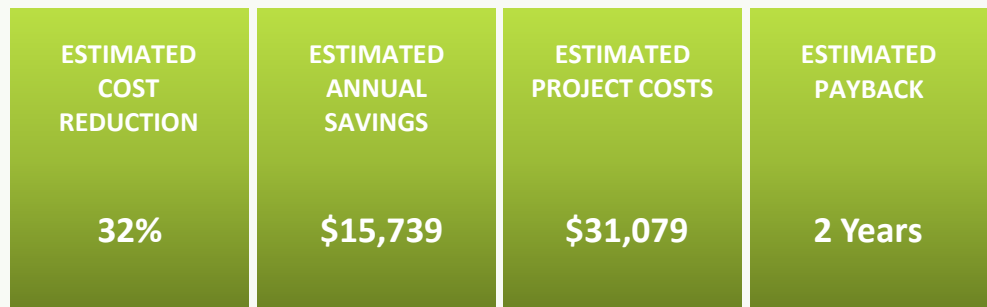 ESTIMATED
COST
REDUCTION
32%
ESTIMATED
ANNUAL
SAVINGS
$15,739
ESTIMATED
PROJECT COSTS
$31,079
ESTIMATED
PAYBACK
2 Years